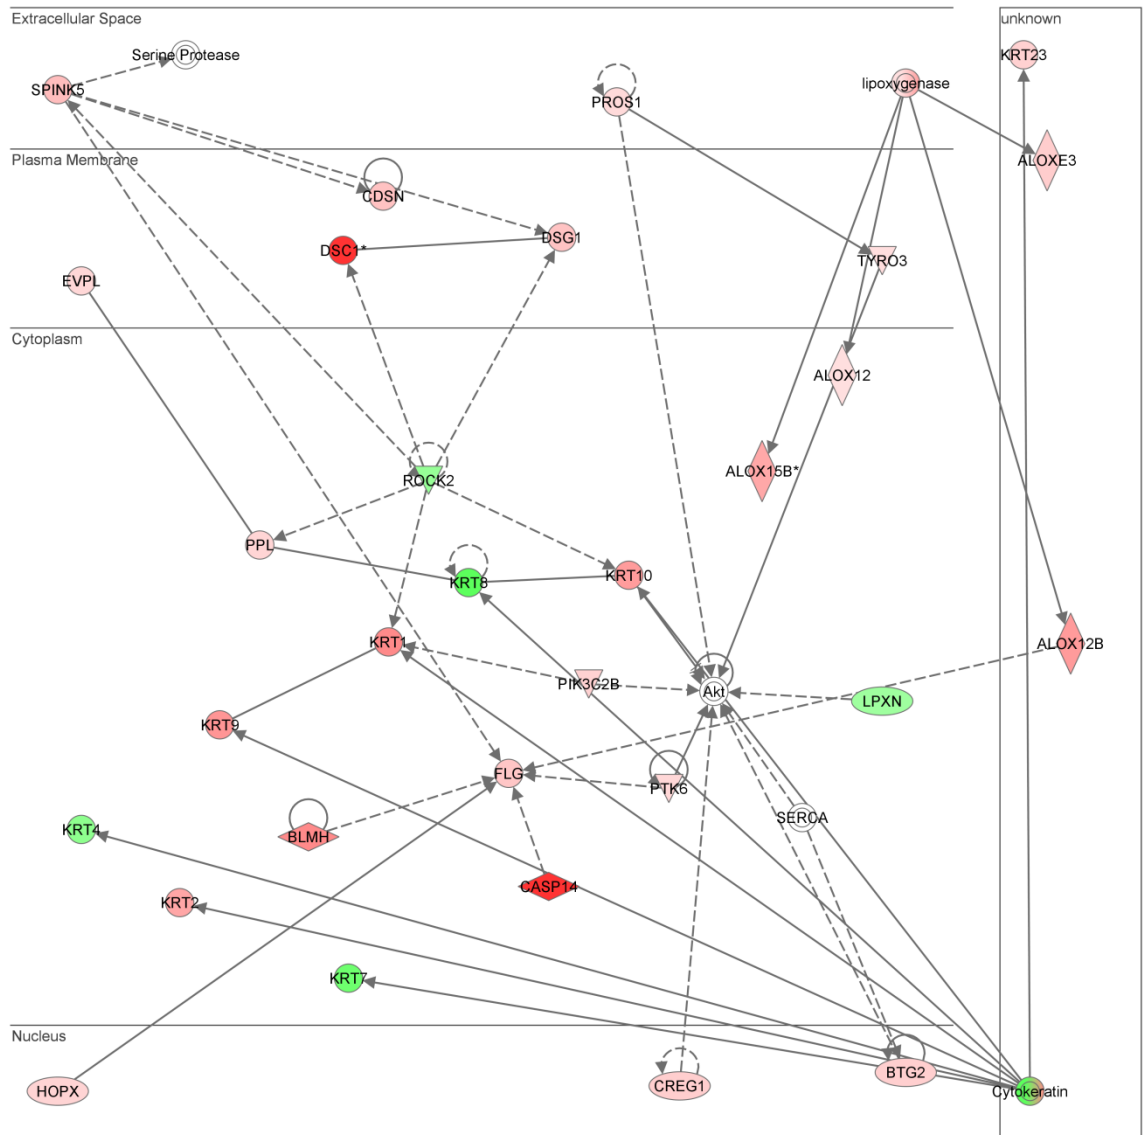 Extracellular Space
unknown
Serine Protease
KRT23
SPINK5
lipoxygenase
PROS1
Plasma Membrane
ALOXE3
CDSN
DSG1
DSC1*
TYRO3
EVPL
Cytoplasm
ALOX12
ALOX15B*
ROCK2
PPL
KRT8
KRT10
KRT1
ALOX12B
PIK3C2B
Akt
LPXN
KRT9
FLG
PTK6
SERCA
KRT4
BLMH
CASP14
KRT2
KRT7
Nucleus
BTG2
HOPX
CREG1
Cytokeratin